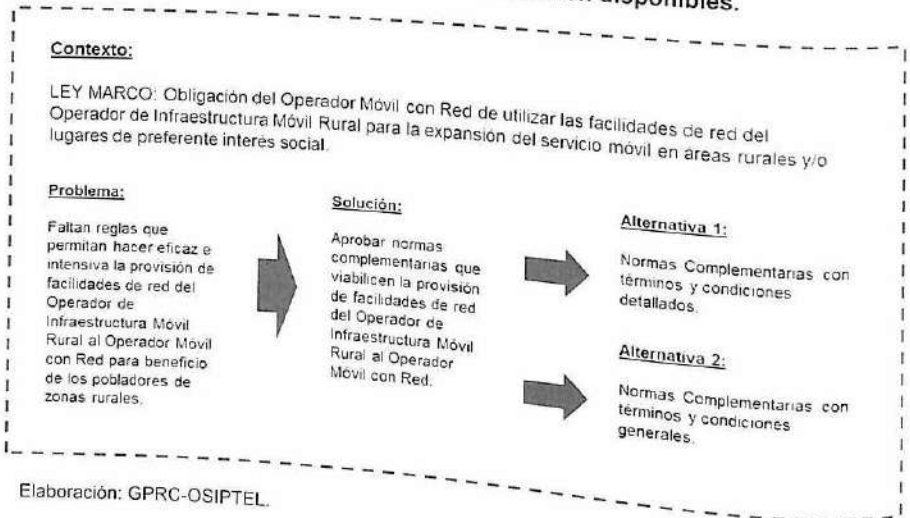 disponibles.
Contexto:
LEY MARCO: Obligación del Operador Móvil con Red de utilizar las facilidades de red del
Operador de Infraestructura Móvil Rural para la expansión del servicio móvil en áreas rurales y/o
lugares de preferente interés social.
Problema:
Faltan reglas que
permitan hacer eficaz e
intensiva la provisión de
facilidades de red del
Operador de
Infraestructura Móvil
Rural al Operador Móvil
con Red para beneficio
de los pobladores de
zonas rurales.
Solución:
Aprobar normas
complementarias que
viabilicen la provisión
de facilidades de red
del Operador de
Infraestructura Móvil
Rural al Operador
Móvil con Red.
Alternativa 1:
Normas Complementarias con
términos y condiciones
detallados.
Alternativa 2:
Normas Complementarias con
términos y condiciones
generales.
Elaboración: GPRC-OSIPTEL.